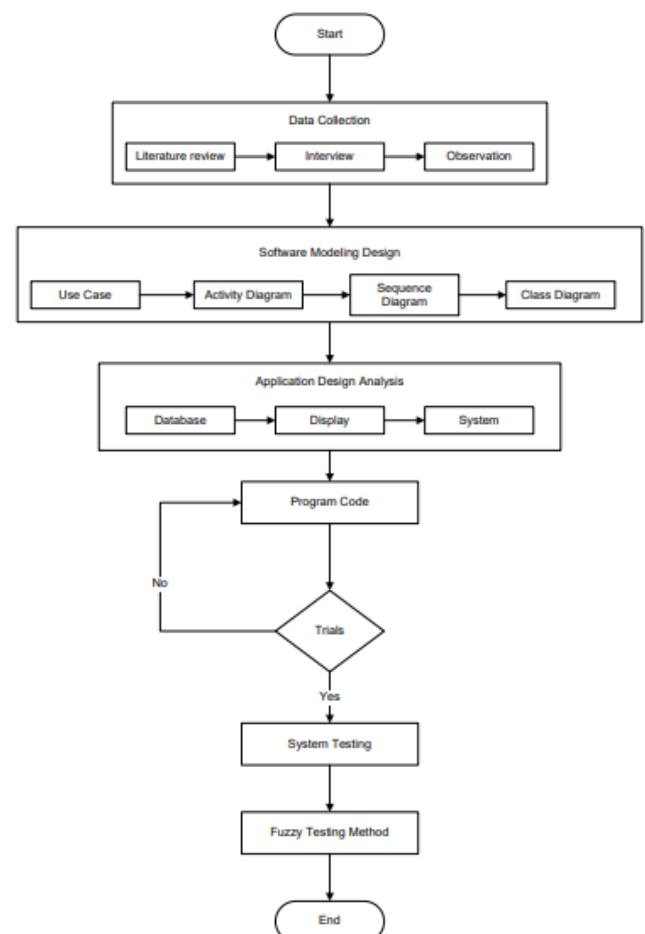 Start
Data Collection
Literature review
Interview
Observation
Software Modeling Design
Use Case
Activity Diagram
Sequence
Diagram
Class Diagram
Application Design Analysis
Database
Display
System
Program Code
No
Trials
Yes
System Testing
Fuzzy Testing Method
End